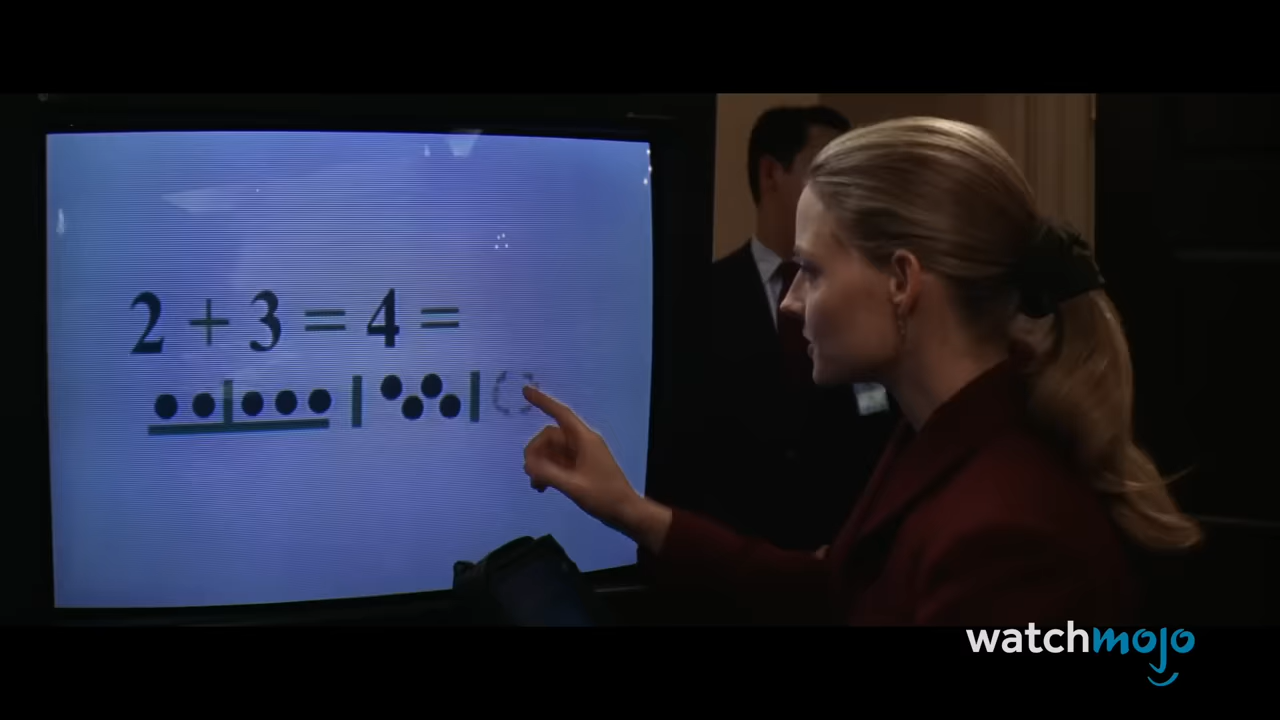 2 + 3 = 4 =
watchmojo